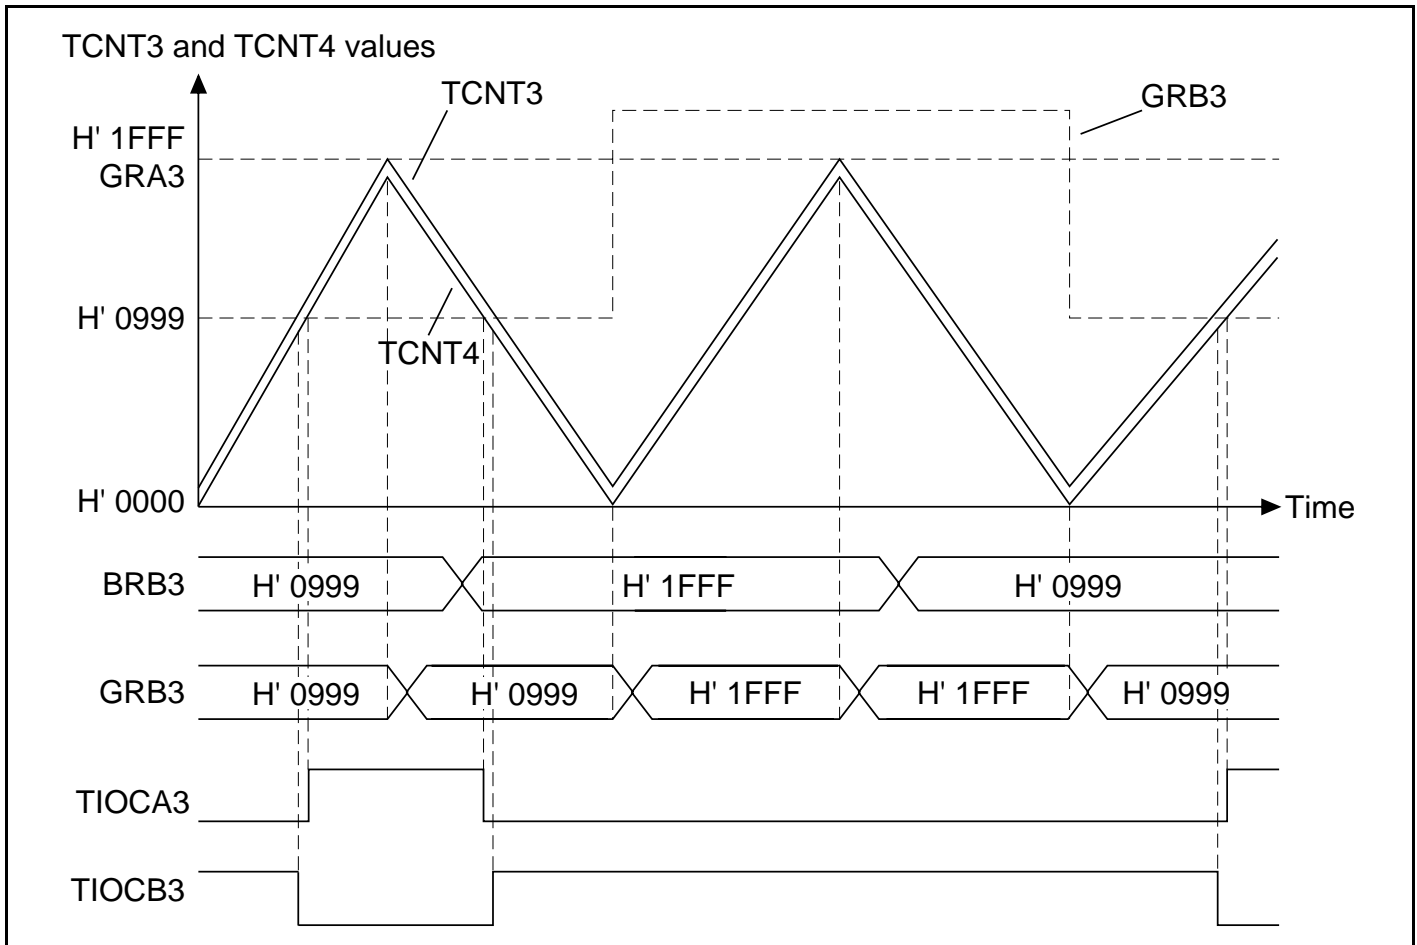 TCNT3 and TCNT4 values
TCNT3
GRB3
H' 1FFF
GRA3
H' 0999
TCNT4
H' 0000
Time
BRB3
H' 0999
H' 1FFF
H' 0999
GRB3
H' 0999
H' 0999
H' 1FFF
H' 1FFF
H' 0999
TIOCA3
TIOCB3